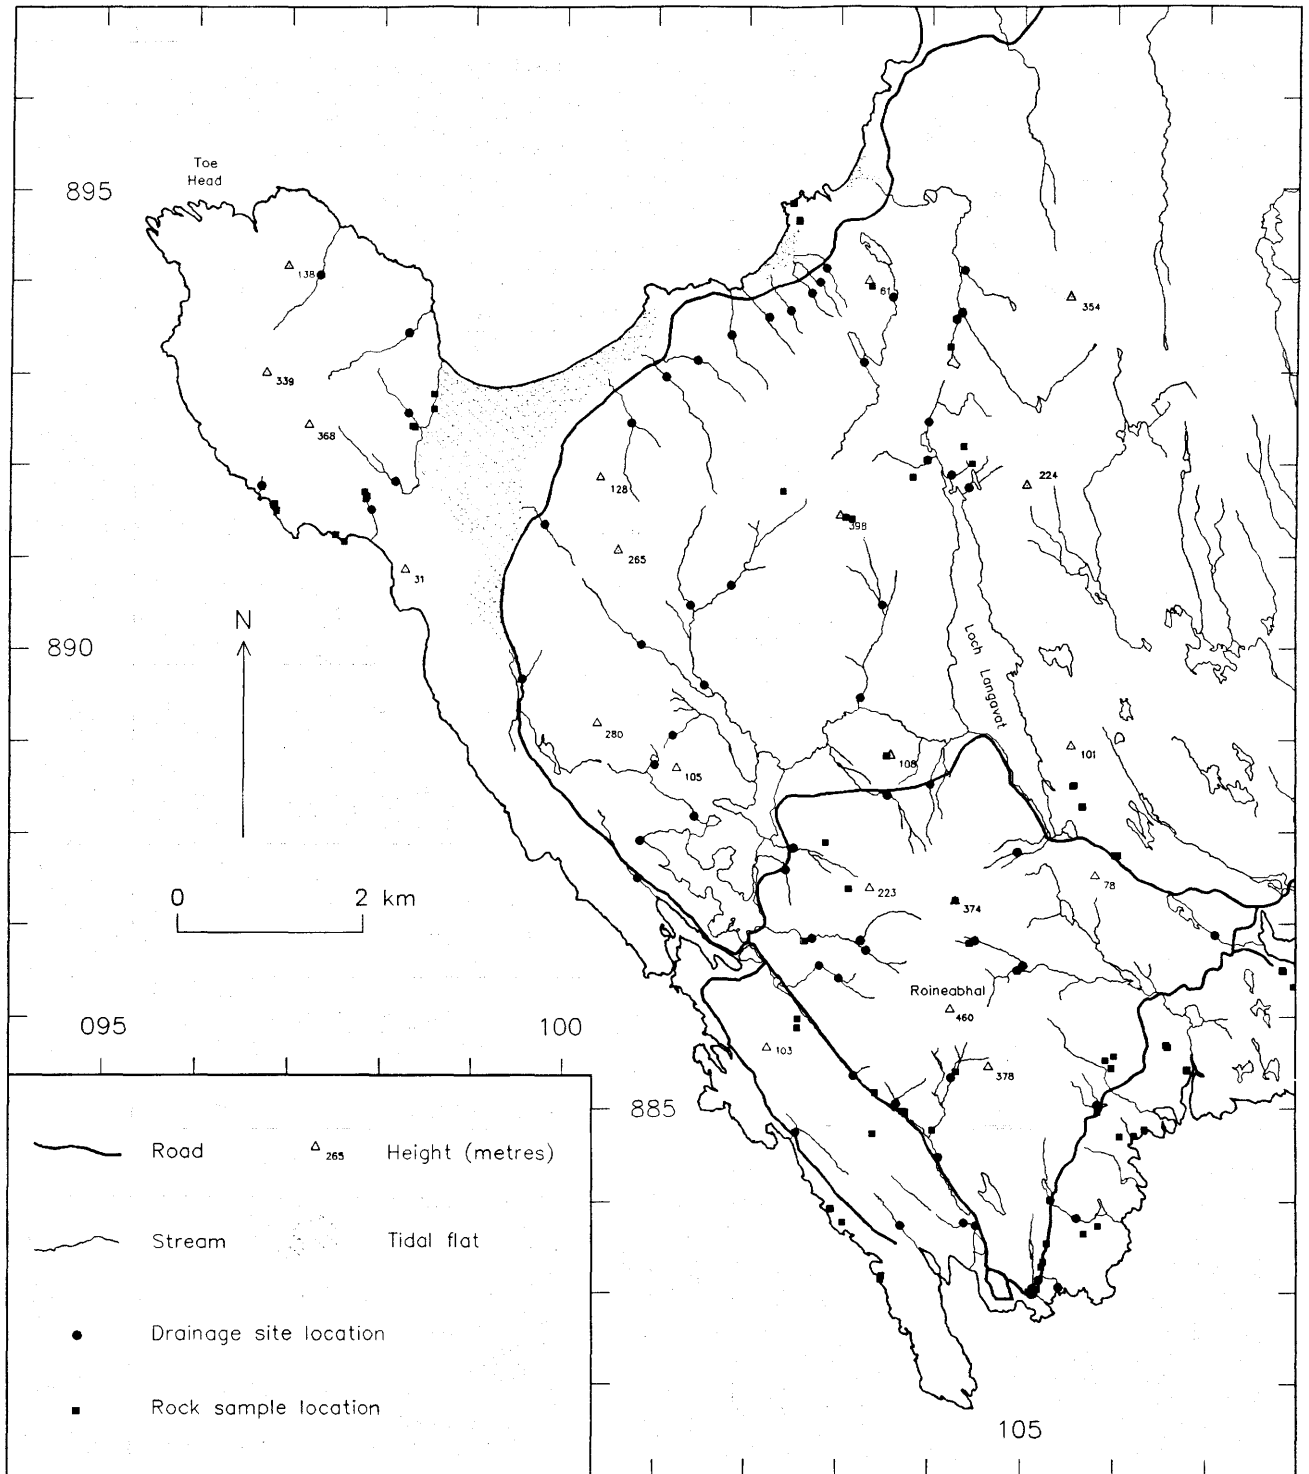 Toe
Head
895
138
61
354
339
368
128
224
398
265
31
N
890
Loch Langavat
280
105
108
101
0 2 km
223
78
374
Roineabhal
460
095
100
103
378
885
Road
265
Height (metres)
Stream
Tidal flat
Drainage site location
Rock sample location
105